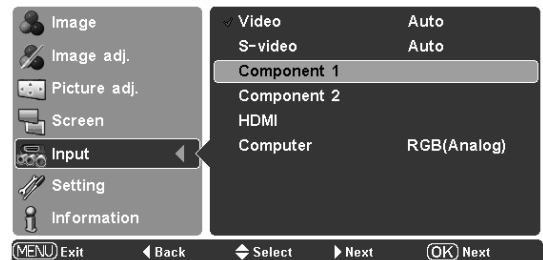 Image
Image adj.
Picture adj.
Screen
Input
Setting
Information
Video Auto
S-video Auto
Component 1
Component 2
HDMI
Computer RGB(Analog)
MENU Exit Back Select Next OK Next